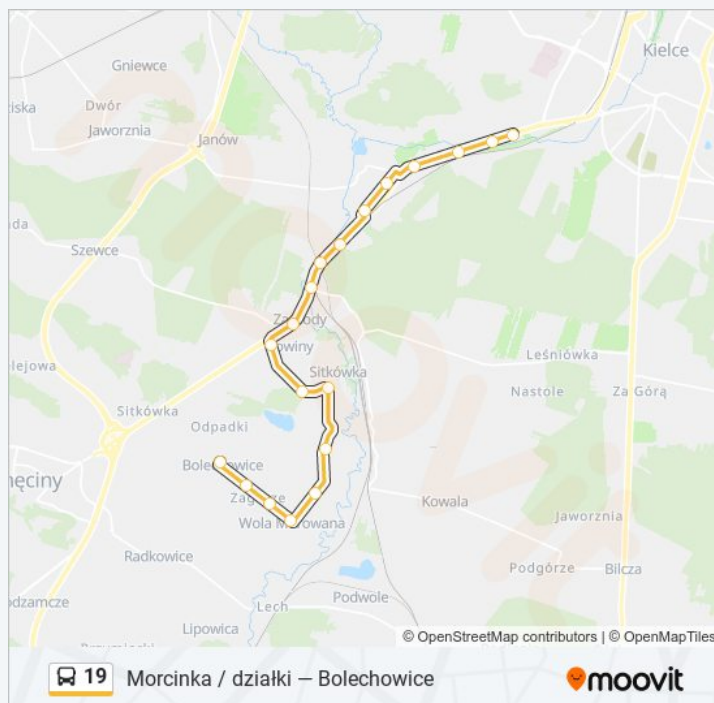 Kielce
Gniewce
Dwór
Jaworznia
Janów
Szewce
Leśniówka
Sitkówka
Nastole
Za Górą
Sitkówka
Odpadki
Bolechowice
Zagórze
Wola Murowana
Kowala
Jaworznia
Radkowice
Podgórze
Bilcza
Podwole
Lech
Lipowica
© OpenStreetMap contributors | © OpenMapTiles
19 Morcinka / działki — Bolechowice
moovit